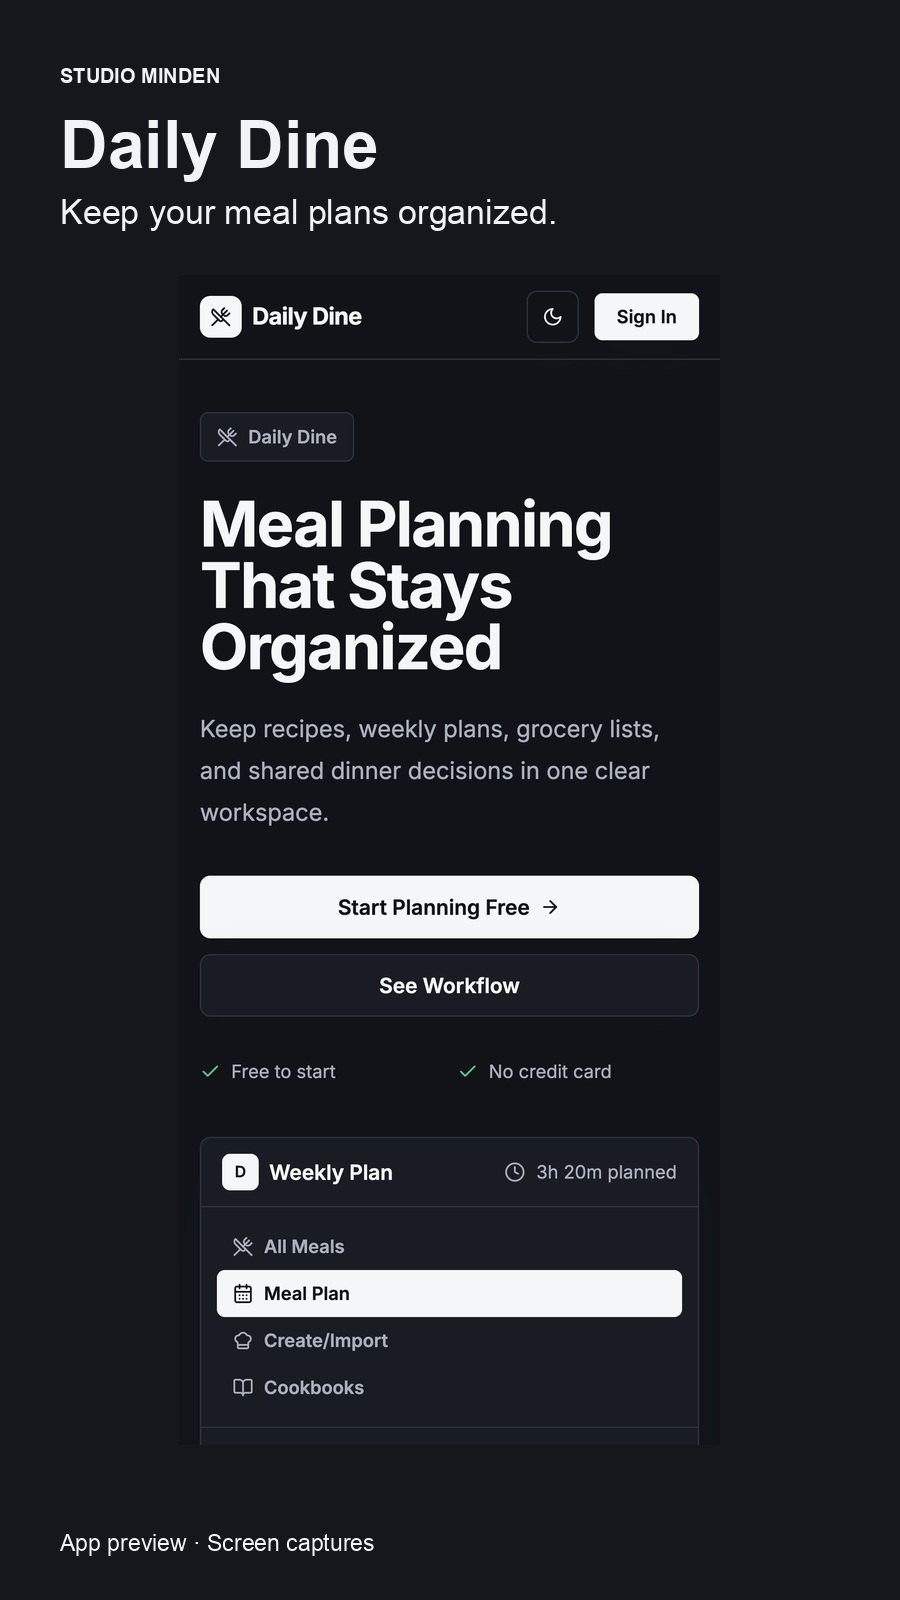 STUDIO MINDEN
Daily Dine
Keep your meal plans organized.
Daily Dine
Sign In
Daily Dine
Meal Planning
That Stays
Organized
Keep recipes, weekly plans, grocery lists,
and shared dinner decisions in one clear
workspace.
Start Planning Free →
See Workflow
Free to start
No credit card
D
Weekly Plan
3h 20m planned
All Meals
Meal Plan
Create/Import
Cookbooks
App preview · Screen captures